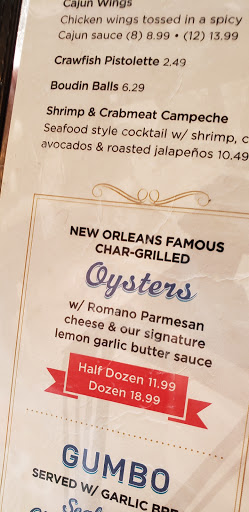 Cajun Wings
Chicken wings tossed in a spicy
Cajun sauce (8) 8.99 • (12) 13.99
Crawfish Pistolette 2.49
Boudin Balls 6.29
Shrimp & Crabmeat Campeche
Seafood style cocktail w/ shrimp, c
avocados & roasted jalapeños 10.49
NEW ORLEANS FAMOUS
CHAR-GRILLED
Oysters
w/ Romano Parmesan
cheese & our signature
lemon garlic butter sauce
Half Dozen 11.99
Dozen 18.99
GUMBO
SERVED W/ GARLIC BRE